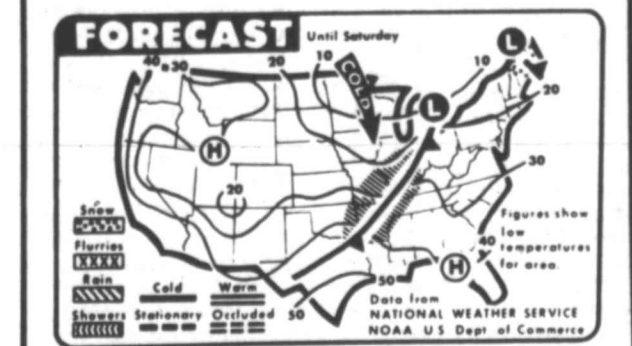 FORECAST Until Saturday
40 30 20 10 10 20
COLD
L
L
H
20
30
40
H
50
50
Figures show
low
temperatures
for area.
Snow
Flurries
Rain
Showers
Cold Warm
Stationary Occluded
Data from
NATIONAL WEATHER SERVICE
NOAA. US Dept of Commerce